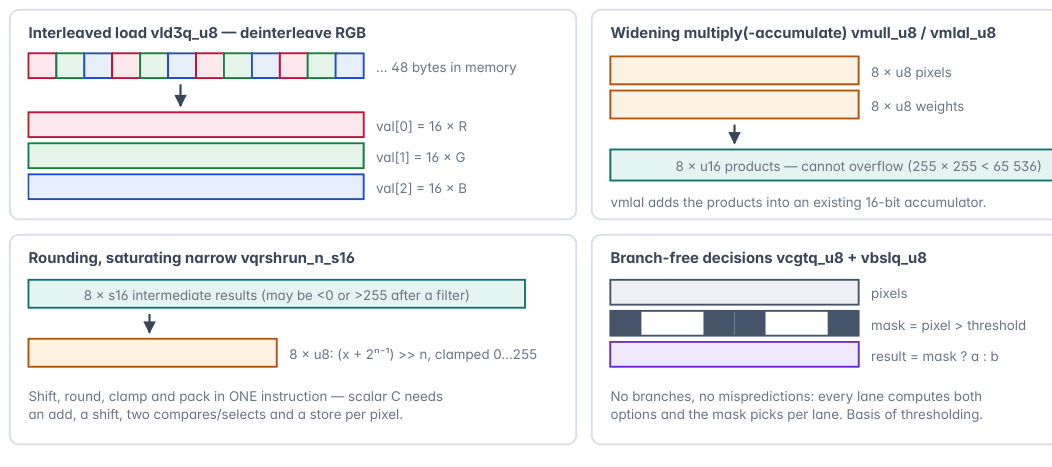 Interleaved load vld3q_u8 — deinterleave RGB
... 48 bytes in memory
val[0] = 16 × R
val[1] = 16 × G
val[2] = 16 × B
Widening multiply(-accumulate) vmull_u8 / vmlal_u8
8 × u8 pixels
8 × u8 weights
8 × u16 products — cannot overflow (255 × 255 < 65 536)
vmlal adds the products into an existing 16-bit accumulator.
Rounding, saturating narrow vqrshrun_n_s16
8 × s16 intermediate results (may be <0 or >255 after a filter)
8 × u8: (x + 2ⁿ⁻¹) >> n, clamped 0...255
Shift, round, clamp and pack in ONE instruction — scalar C needs
an add, a shift, two compares/selects and a store per pixel.
Branch-free decisions vcgtq_u8 + vbslq_u8
pixels
mask = pixel > threshold
result = mask ? a : b
No branches, no mispredictions: every lane computes both
options and the mask picks per lane. Basis of thresholding.